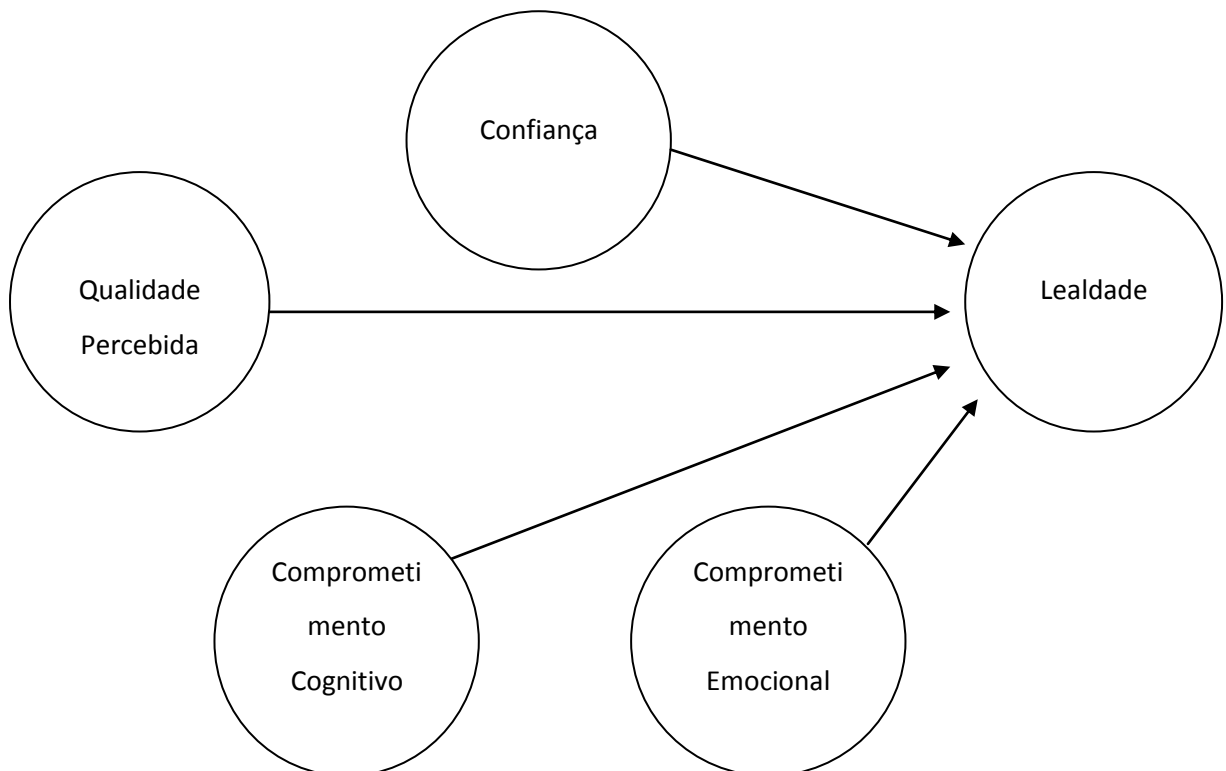 Confiança
Qualidade
Percebida
Lealdade
Comprometi
mento
Cognitivo
Comprometi
mento
Emocional